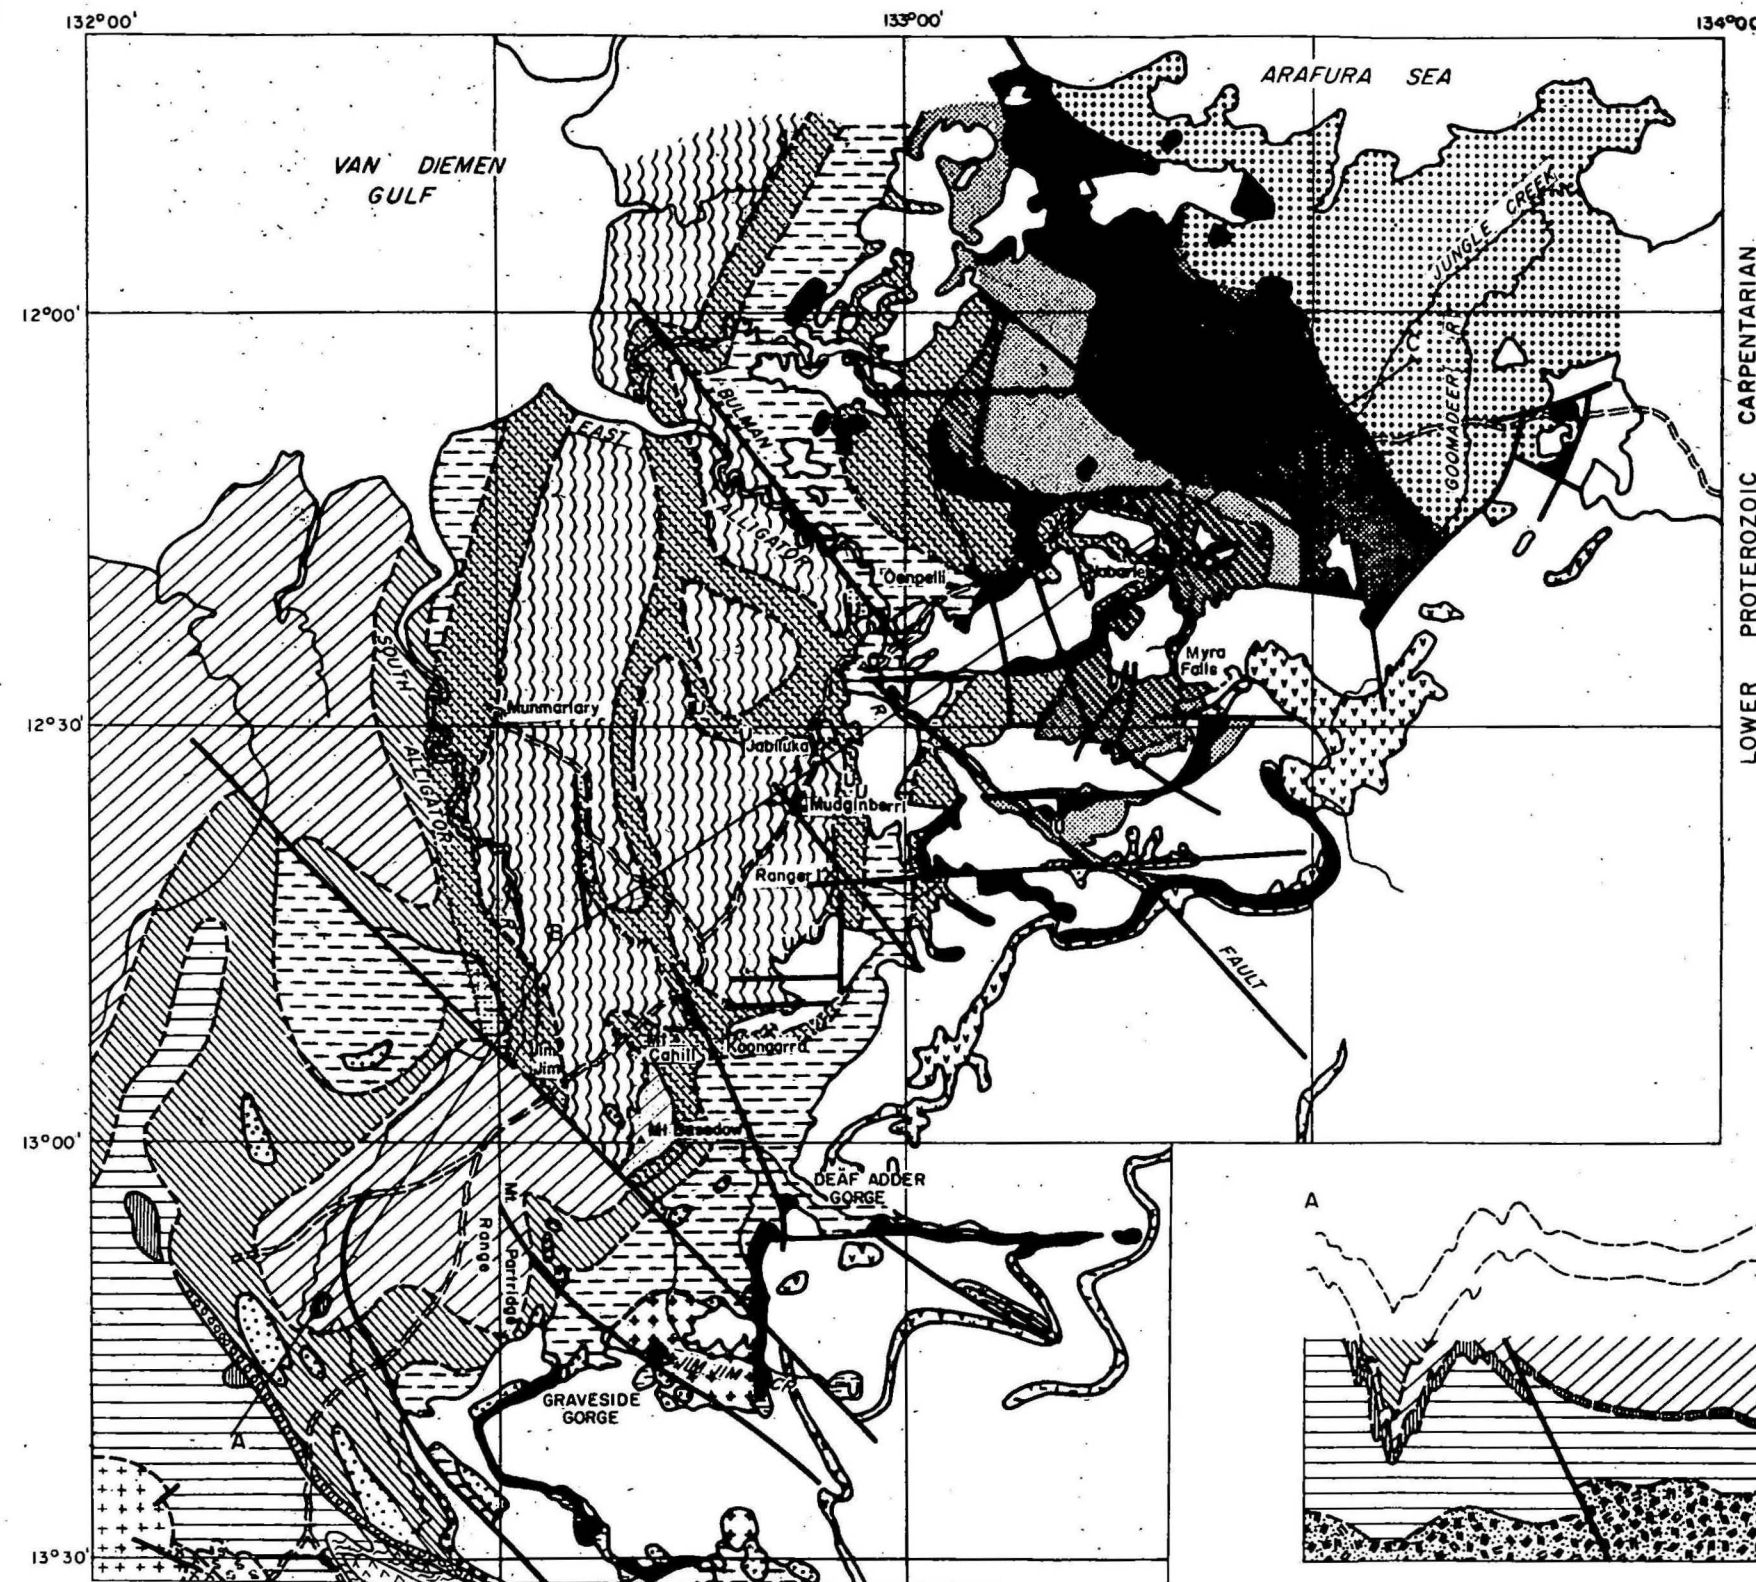 132°00'
133°00'
134°00
ARAFURA SEA
VAN DIEMEN
GULF
JUNGLE CREEK
12°00'
C
GOOMADEER R
BULMAN
EAST
ALLIGATOR
Oenpelli
Nabarlek
SOUTH
Myra
Falls
R
Munmarlary
12°30'
U
U
Jabiluka
ALLIGATOR
U
U
Mudginberri
Ranger 1
R
B
FAULT
Mt
Cahill
Koongarra
Jim
Jim
13°00'
Mt Basedow
DEAF ADDER
GORGE
Mt. Partridge
Range
JIM JIM CR
U
GRAVESIDE
GORGE
A
13°30'
A
LOWER PROTEROZOIC CARPENTARIAN